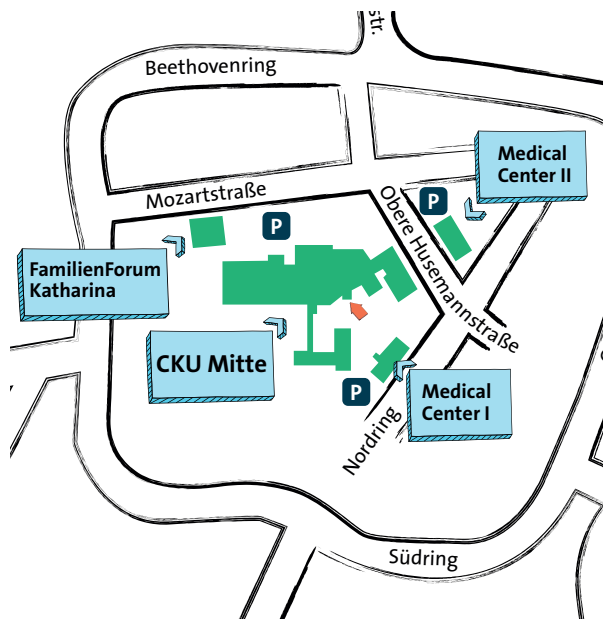 str.
Beethovenring
Medical
Center II
Mozartstraße
P
P
Obere Husemannstraße
FamilienForum
Katharina
CKU Mitte
P
Medical
Center I
Nordring
Südring